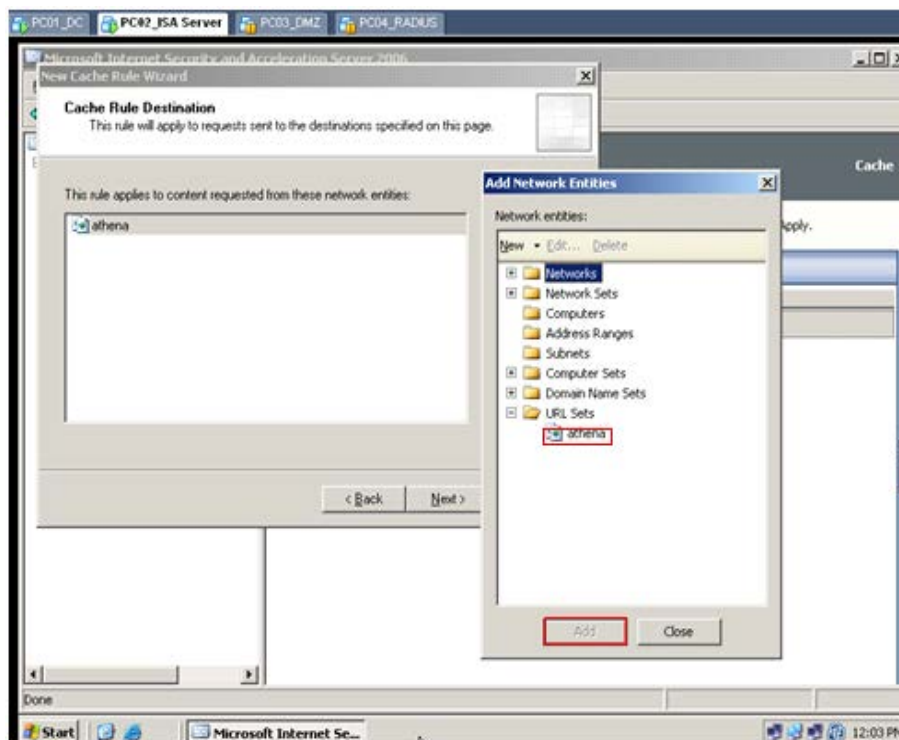 PC01_DC
PC02_ISA Server
PC03_DMZ
PC04_RADIUS
Microsoft Internet Security and Acceleration Server 2006
New Cache Rule Wizard
Cache Rule Destination
This rule will apply to requests sent to the destinations specified on this page.
Cache
This rule applies to content requested from these network entities:
athena
Add Network Entities
Network entities:
New
Edit...
Delete
Networks
Network Sets
Computers
Address Ranges
Subnets
Computer Sets
Domain Name Sets
URL Sets
athena
Apply.
< Back
Next >
Add
Close
Done
Start
Microsoft Internet Se...
12:03 PM